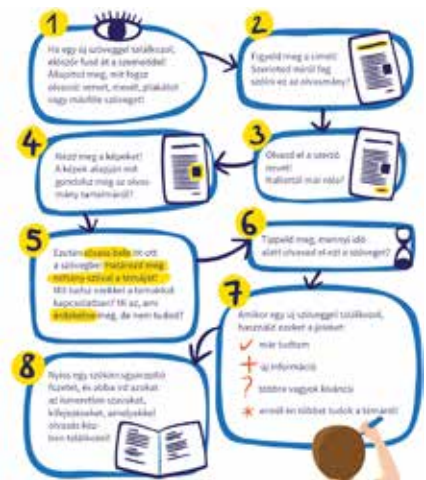 1
Ha egy új szöveggel találkozol,
először fusd át a szemeddel!
Állapítsd meg, mit fogsz
olvasni: verset, mesét, plakátot
vagy másféle szöveget!
2
Figyeld meg a címet!
Szerinted miről fog
szólni ez az olvasmány?
3
Olvasd el a szerző
nevét!
Hallottál már róla?
4
Nézd meg a képeket!
A képek alapján mit
gondolsz meg az olvas-
mány tartalmáról?
5
Ezután olvass bele itt-ott
a szövegbe! Határozd meg
néhány szóval a témáját!
Mit tudsz ezekkel a témákkal
kapcsolatban? Mi az, ami
érdekelne még, de nem tudod?
6
Tippeld meg, mennyi idő
alatt olvasod el ezt a szöveget?
7
Amikor egy új szöveggel találkozol,
használd ezeket a jeleket:
✓ már tudtam
+ új információ
? többre vagyok kíváncsi
* ennél én többet tudok a témáról
8
Nyiss egy szókincsgyarapító
füzetet, és abba írd azokat
az ismeretlen szavakat,
kifejezéseket, amelyekkel
olvasás köz-
ben találkozol!